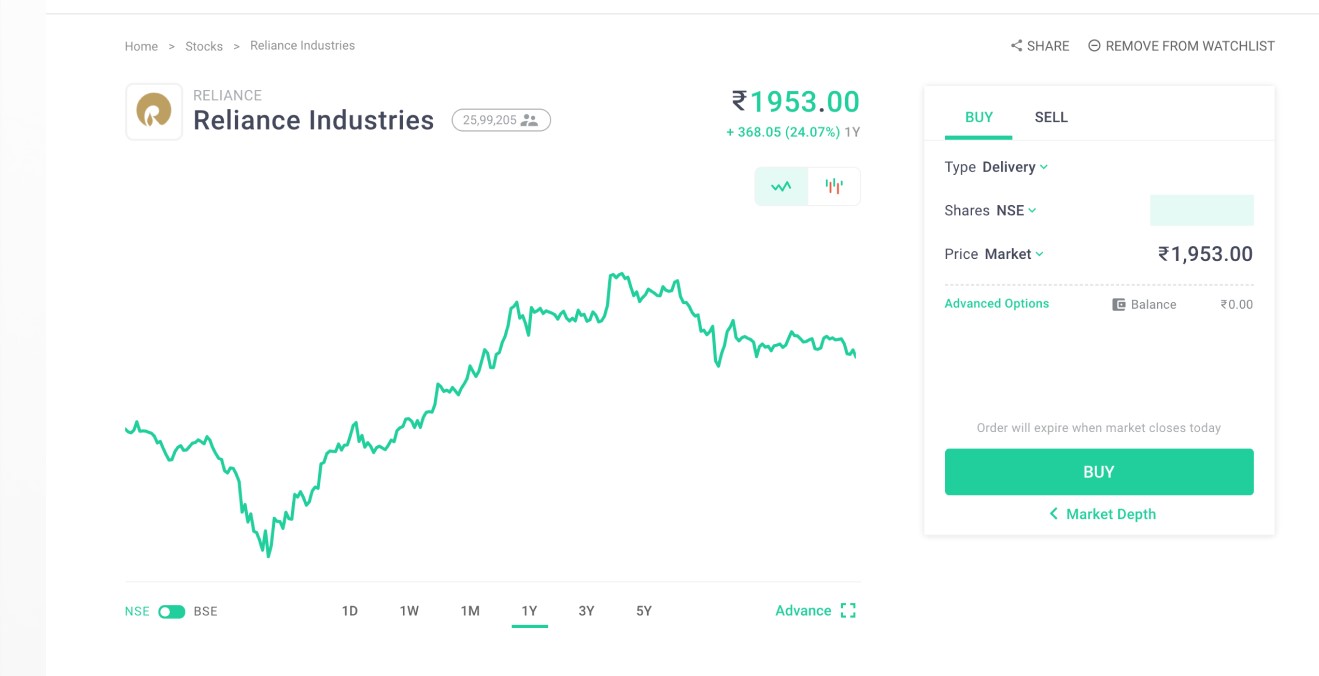 Home > Stocks > Reliance Industries
SHARE REMOVE FROM WATCHLIST
RELIANCE
Reliance Industries 25,99,205
₹1953.00
+ 368.05 (24.07%) 1Y
BUY SELL
Type Delivery
Shares NSE
Price Market ₹1,953.00
Advanced Options Balance ₹0.00
Order will expire when market closes today
BUY
Market Depth
NSE BSE 1D 1W 1M 1Y 3Y 5Y Advance